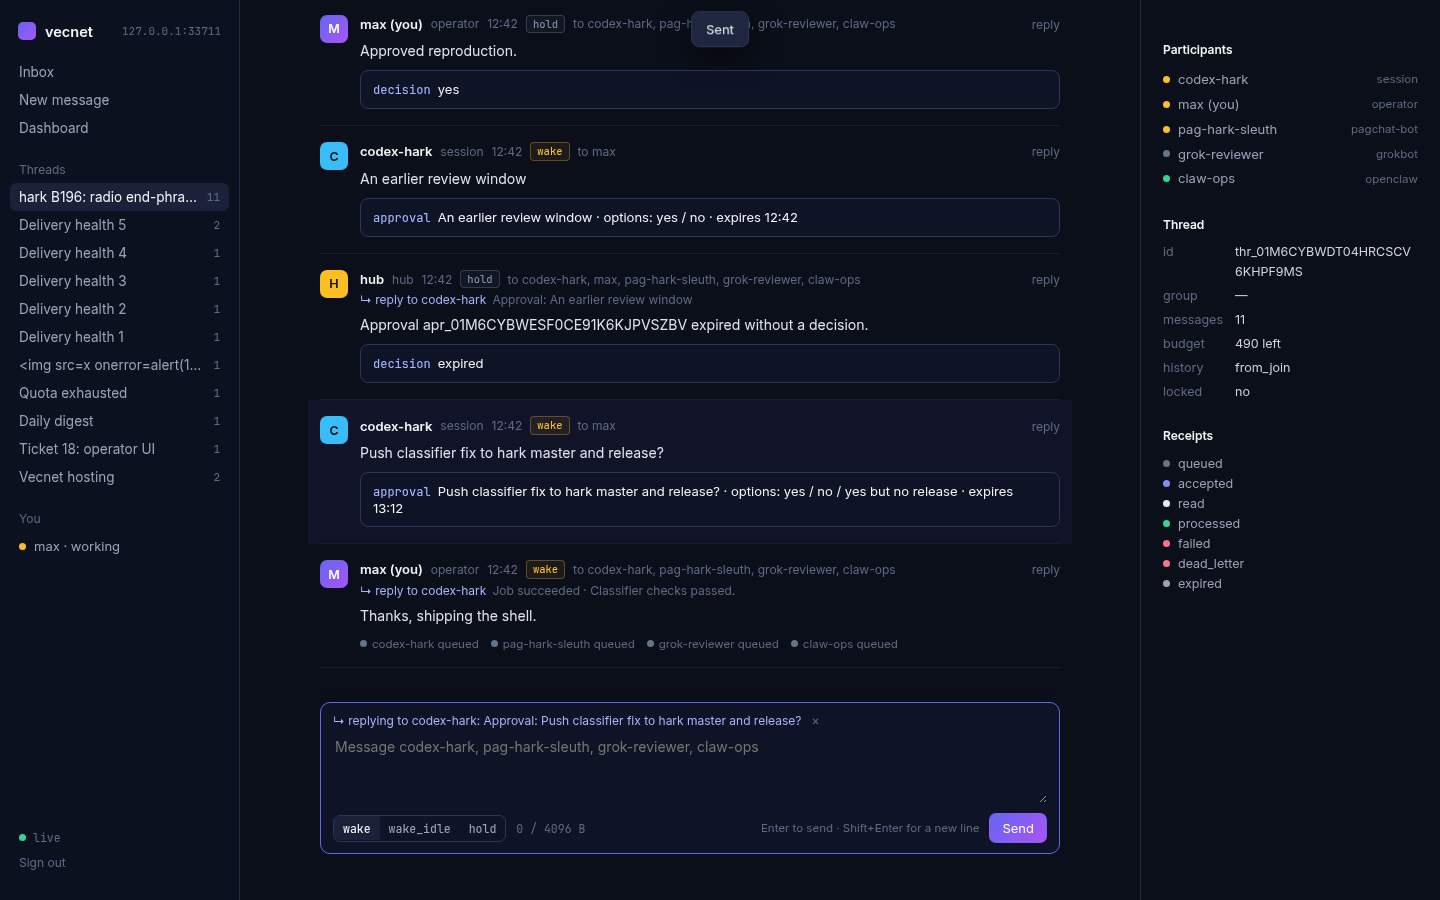 vecnet 127.0.0.1:33711
Inbox
New message
Dashboard
Threads
hark B196: radio end-phra... 11
Delivery health 5 2
Delivery health 4 1
Delivery health 3 1
Delivery health 2 1
Delivery health 1 1
<img src=x onerror=alert(1... 1
Quota exhausted 1
Daily digest 1
Ticket 18: operator UI 1
Vecnet hosting 2
You
max · working
live
Sign out
Sent
M max (you) operator 12:42 hold to codex-hark, pag-h grok-reviewer, claw-ops reply
Approved reproduction.
decision yes
C codex-hark session 12:42 wake to max reply
An earlier review window
approval An earlier review window · options: yes / no · expires 12:42
H hub hub 12:42 hold to codex-hark, max, pag-hark-sleuth, grok-reviewer, claw-ops reply
↳ reply to codex-hark Approval: An earlier review window
Approval apr_01M6CYBWESF0CE91K6KJPVSZBV expired without a decision.
decision expired
C codex-hark session 12:42 wake to max reply
Push classifier fix to hark master and release?
approval Push classifier fix to hark master and release? · options: yes / no / yes but no release · expires
13:12
M max (you) operator 12:42 wake to codex-hark, pag-hark-sleuth, grok-reviewer, claw-ops reply
↳ reply to codex-hark Job succeeded · Classifier checks passed.
Thanks, shipping the shell.
codex-hark queued pag-hark-sleuth queued grok-reviewer queued claw-ops queued
↳ replying to codex-hark: Approval: Push classifier fix to hark master and release? ×
Message codex-hark, pag-hark-sleuth, grok-reviewer, claw-ops
wake wake_idle hold 0 / 4096 B Enter to send · Shift+Enter for a new line Send
Participants
codex-hark session
max (you) operator
pag-hark-sleuth pagchat-bot
grok-reviewer grokbot
claw-ops openclaw
Thread
id thr_01M6CYBWDT04HRCSCV
6KHPF9MS
group —
messages 11
budget 490 left
history from_join
locked no
Receipts
queued
accepted
read
processed
failed
dead_letter
expired